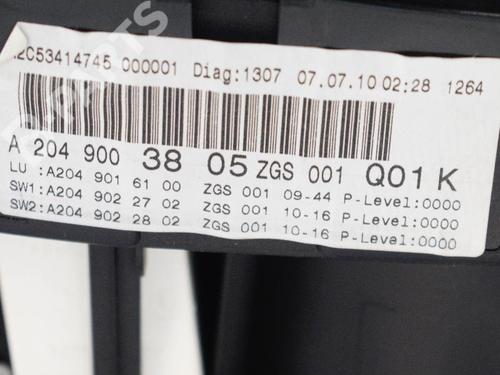 2C53414745 000001 Diag:1307 07.07.10 02:28 1264
A 204 900 38 05 ZGS 001 Q01 K
LU :A204 901 61 00 ZGS 001 09-44 P-Level:0000
SW1:A204 902 27 02 ZGS 001 10-16 P-Level:0000
SW2:A204 902 28 02 ZGS 001 10-16 P-Level:0000
B-PARTS